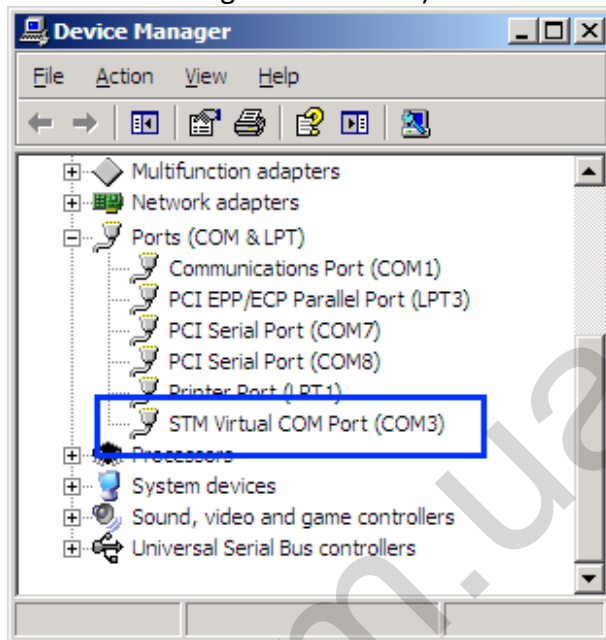 Device Manager
File Action View Help
Multifunction adapters
Network adapters
Ports (COM & LPT)
Communications Port (COM1)
PCI EPP/ECP Parallel Port (LPT3)
PCI Serial Port (COM7)
PCI Serial Port (COM8)
Printer Port (LPT1)
STM Virtual COM Port (COM3)
Processors
System devices
Sound, video and game controllers
Universal Serial Bus controllers